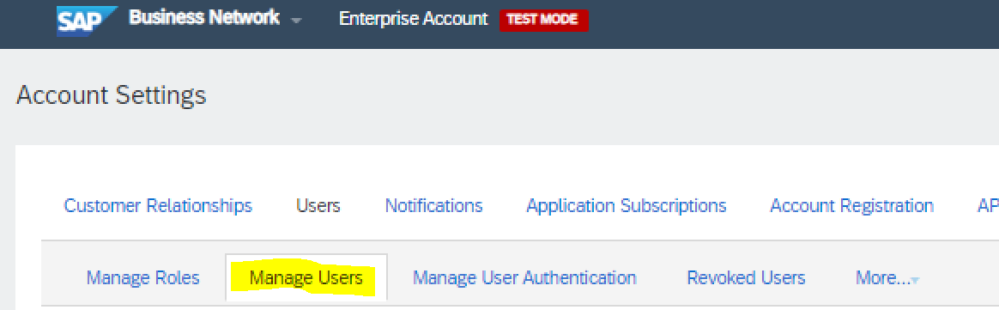 SAP Business Network Enterprise Account TEST MODE
Account Settings
Customer Relationships Users Notifications Application Subscriptions Account Registration AP
Manage Roles Manage Users Manage User Authentication Revoked Users More...